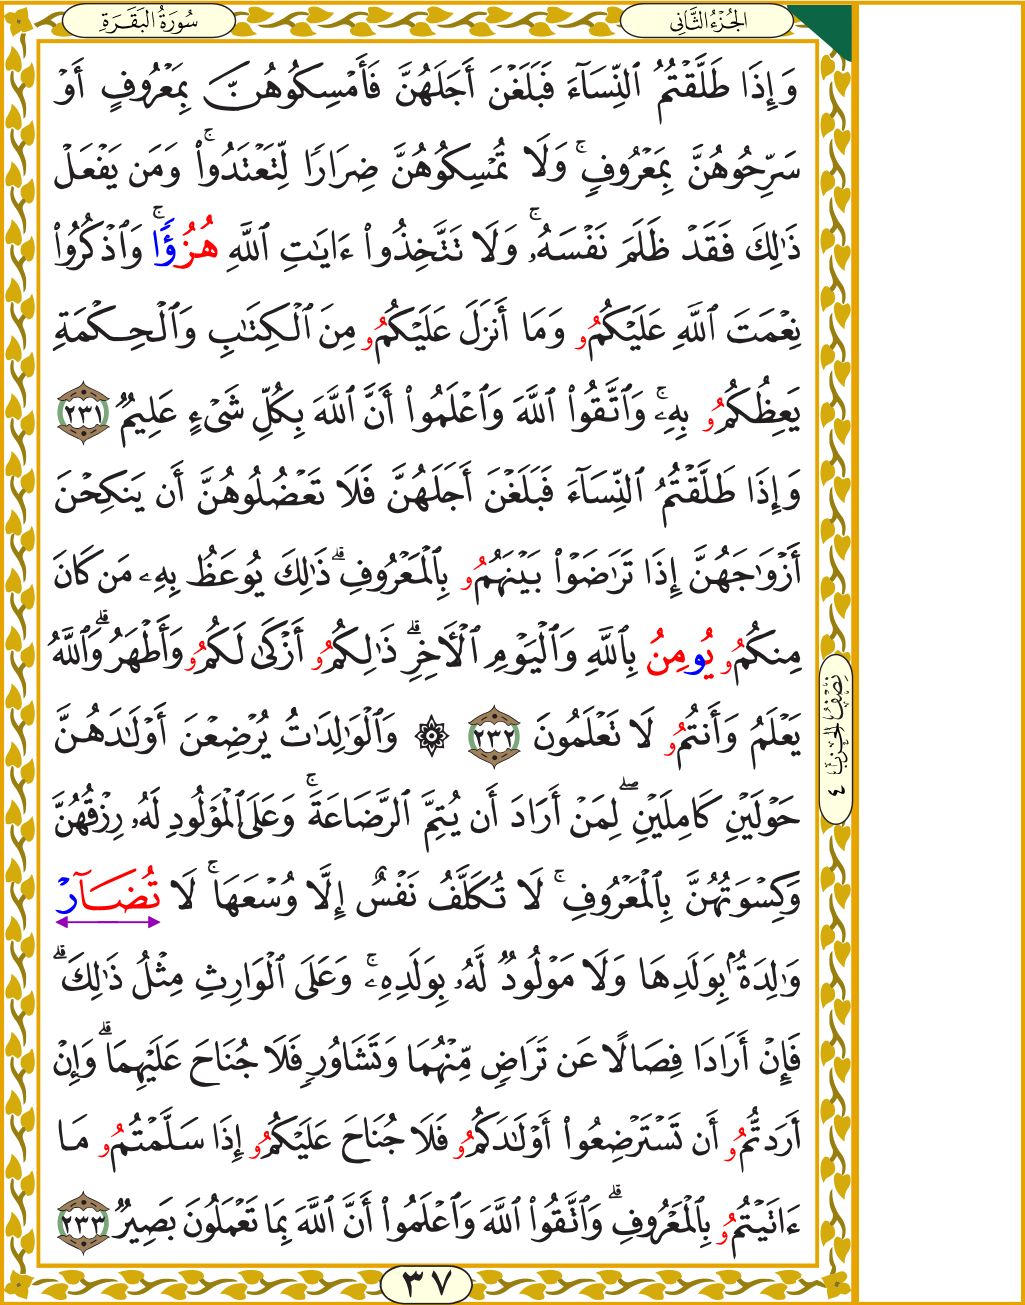 الجُزْءُ الثَّانِي
سُورَةُ البَقَرَةِ
وَإِذَا طَلَّقْتُمُ ٱلنِّسَآءَ فَبَلَغْنَ أَجَلَهُنَّ فَأَمْسِكُوهُنَّ بِمَعْرُوفٍ أَوْ
سَرِّحُوهُنَّ بِمَعْرُوفٍۚ وَلَا تُمْسِكُوهُنَّ ضِرَارًا لِّتَعْتَدُوا۟ۚ وَمَن يَفْعَلْ
ذَٰلِكَ فَقَدْ ظَلَمَ نَفْسَهُۥۚ وَلَا تَتَّخِذُوٓا۟ ءَايَٰتِ ٱللَّهِ هُزُؤًاۚ وَٱذْكُرُوا۟
نِعْمَتَ ٱللَّهِ عَلَيْكُمُۥ وَمَآ أَنزَلَ عَلَيْكُمُۥ مِنَ ٱلْكِتَٰبِ وَٱلْحِكْمَةِ
يَعِظُكُمُۥ بِهِۦۚ وَٱتَّقُوا۟ ٱللَّهَ وَٱعْلَمُوٓا۟ أَنَّ ٱللَّهَ بِكُلِّ شَىْءٍ عَلِيمٌ ٢٣١
وَإِذَا طَلَّقْتُمُ ٱلنِّسَآءَ فَبَلَغْنَ أَجَلَهُنَّ فَلَا تَعْضُلُوهُنَّ أَن يَنكِحْنَ
أَزْوَٰجَهُنَّ إِذَا تَرَٰضَوْا۟ بَيْنَهُمُۥ بِٱلْمَعْرُوفِۗ ذَٰلِكَ يُوعَظُ بِهِۦ مَن كَانَ
مِنكُمُۥ يُومِنُ بِٱللَّهِ وَٱلْيَوْمِ ٱلْـَٔاخِرِۗ ذَٰلِكُمُۥ أَزْكَىٰ لَكُمُۥ وَأَطْهَرُۗ وَٱللَّهُ
يَعْلَمُ وَأَنتُمُۥ لَا تَعْلَمُونَ ٢٣٢ ۞ وَٱلْوَٰلِدَٰتُ يُرْضِعْنَ أَوْلَٰدَهُنَّ
حَوْلَيْنِ كَامِلَيْنِۖ لِمَنْ أَرَادَ أَن يُتِمَّ ٱلرَّضَاعَةَۚ وَعَلَى ٱلْمَوْلُودِ لَهُۥ رِزْقُهُنَّ
وَكِسْوَتُهُنَّ بِٱلْمَعْرُوفِۚ لَا تُكَلَّفُ نَفْسٌ إِلَّا وُسْعَهَاۚ لَا تُضَآرْ
وَٰلِدَةٌۢ بِوَلَدِهَا وَلَا مَوْلُودٌ لَّهُۥ بِوَلَدِهِۦۚ وَعَلَى ٱلْوَارِثِ مِثْلُ ذَٰلِكَۗ
فَإِنْ أَرَادَا فِصَالًا عَن تَرَاضٍ مِّنْهُمَا وَتَشَاوُرٍ فَلَا جُنَاحَ عَلَيْهِمَاۗ وَإِنْ
أَرَدتُّمُۥ أَن تَسْتَرْضِعُوٓا۟ أَوْلَٰدَكُمُۥ فَلَا جُنَاحَ عَلَيْكُمُۥ إِذَا سَلَّمْتُمُۥ مَآ
ءَاتَيْتُمُۥ بِٱلْمَعْرُوفِۗ وَٱتَّقُوا۟ ٱللَّهَ وَٱعْلَمُوٓا۟ أَنَّ ٱللَّهَ بِمَا تَعْمَلُونَ بَصِيرٌ ٢٣٣
نِصْفُ الحِزْبِ ٤
٣٧